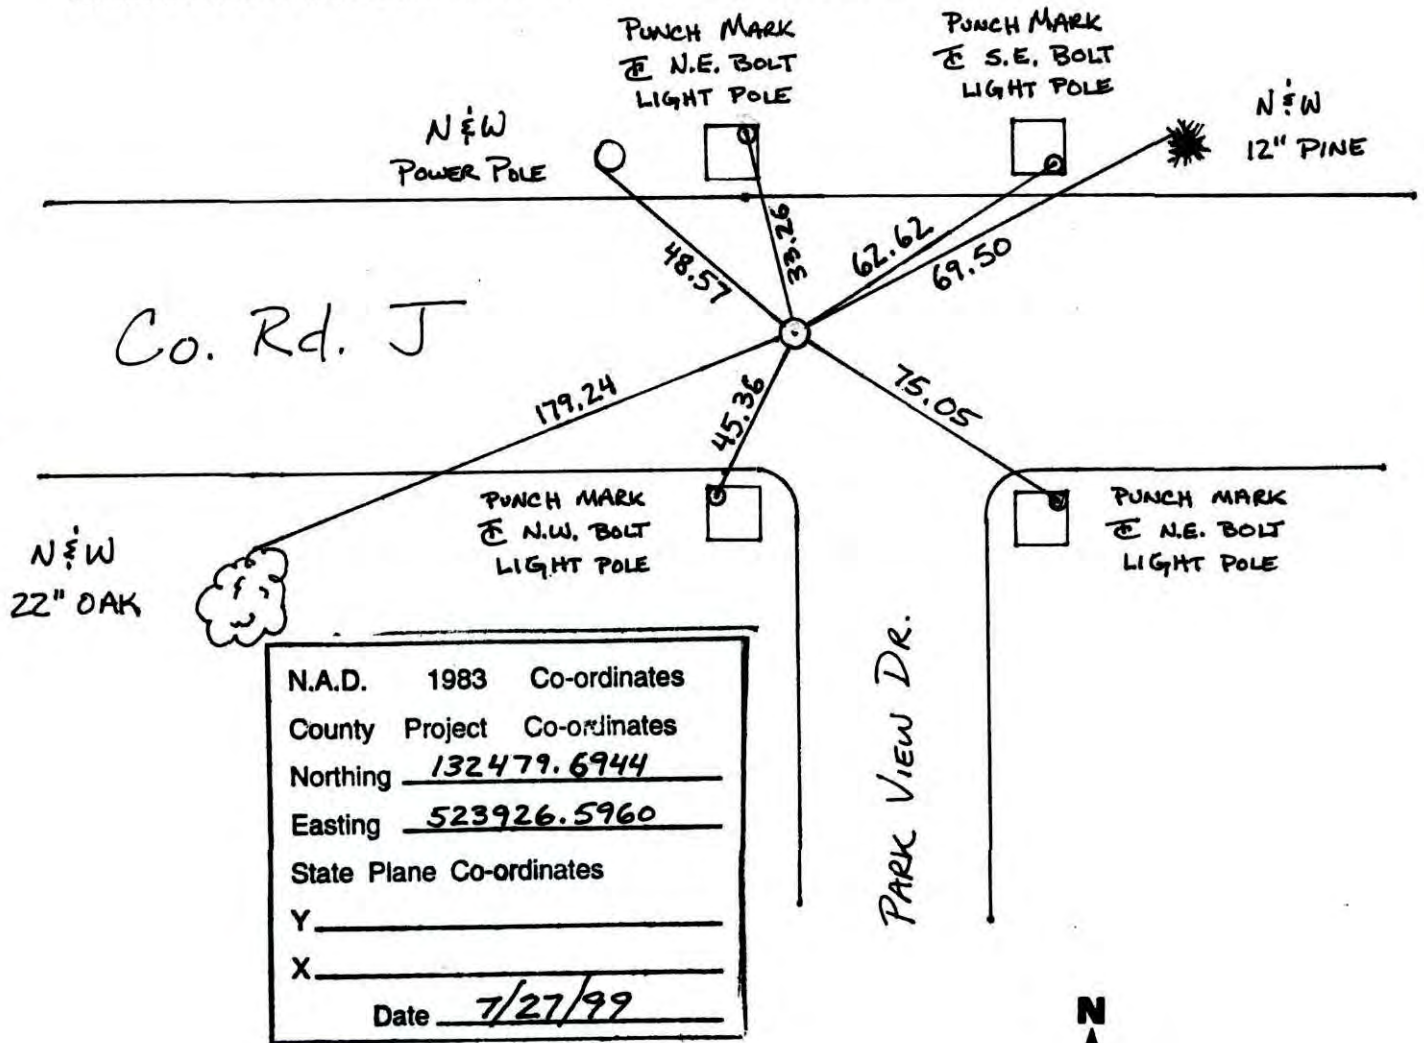 PUNCH MARK
℄ N.E. BOLT
LIGHT POLE
PUNCH MARK
℄ S.E. BOLT
LIGHT POLE
N & W
POWER POLE
N & W
12" PINE
33.26
48.57
62.62
69.50
Co. Rd. J
179.24
45.36
75.05
N & W
22" OAK
PUNCH MARK
℄ N.W. BOLT
LIGHT POLE
PUNCH MARK
℄ N.E. BOLT
LIGHT POLE
PARK VIEW DR.
N.A.D. 1983 Co-ordinates
County Project Co-ordinates
Northing 132479.6944
Easting 523926.5960
State Plane Co-ordinates
Y
X
Date 7/27/99
N